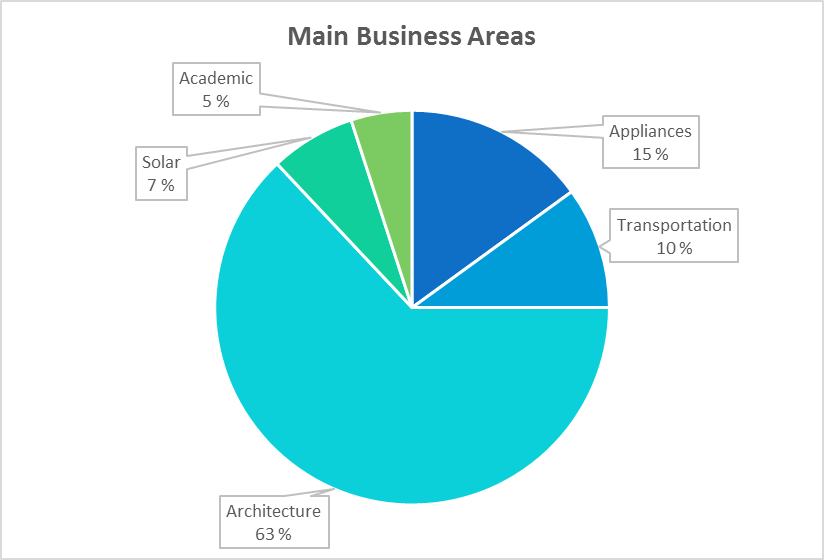 Main Business Areas
Academic
5 %
Appliances
15 %
Solar
7 %
Transportation
10 %
Architecture
63 %